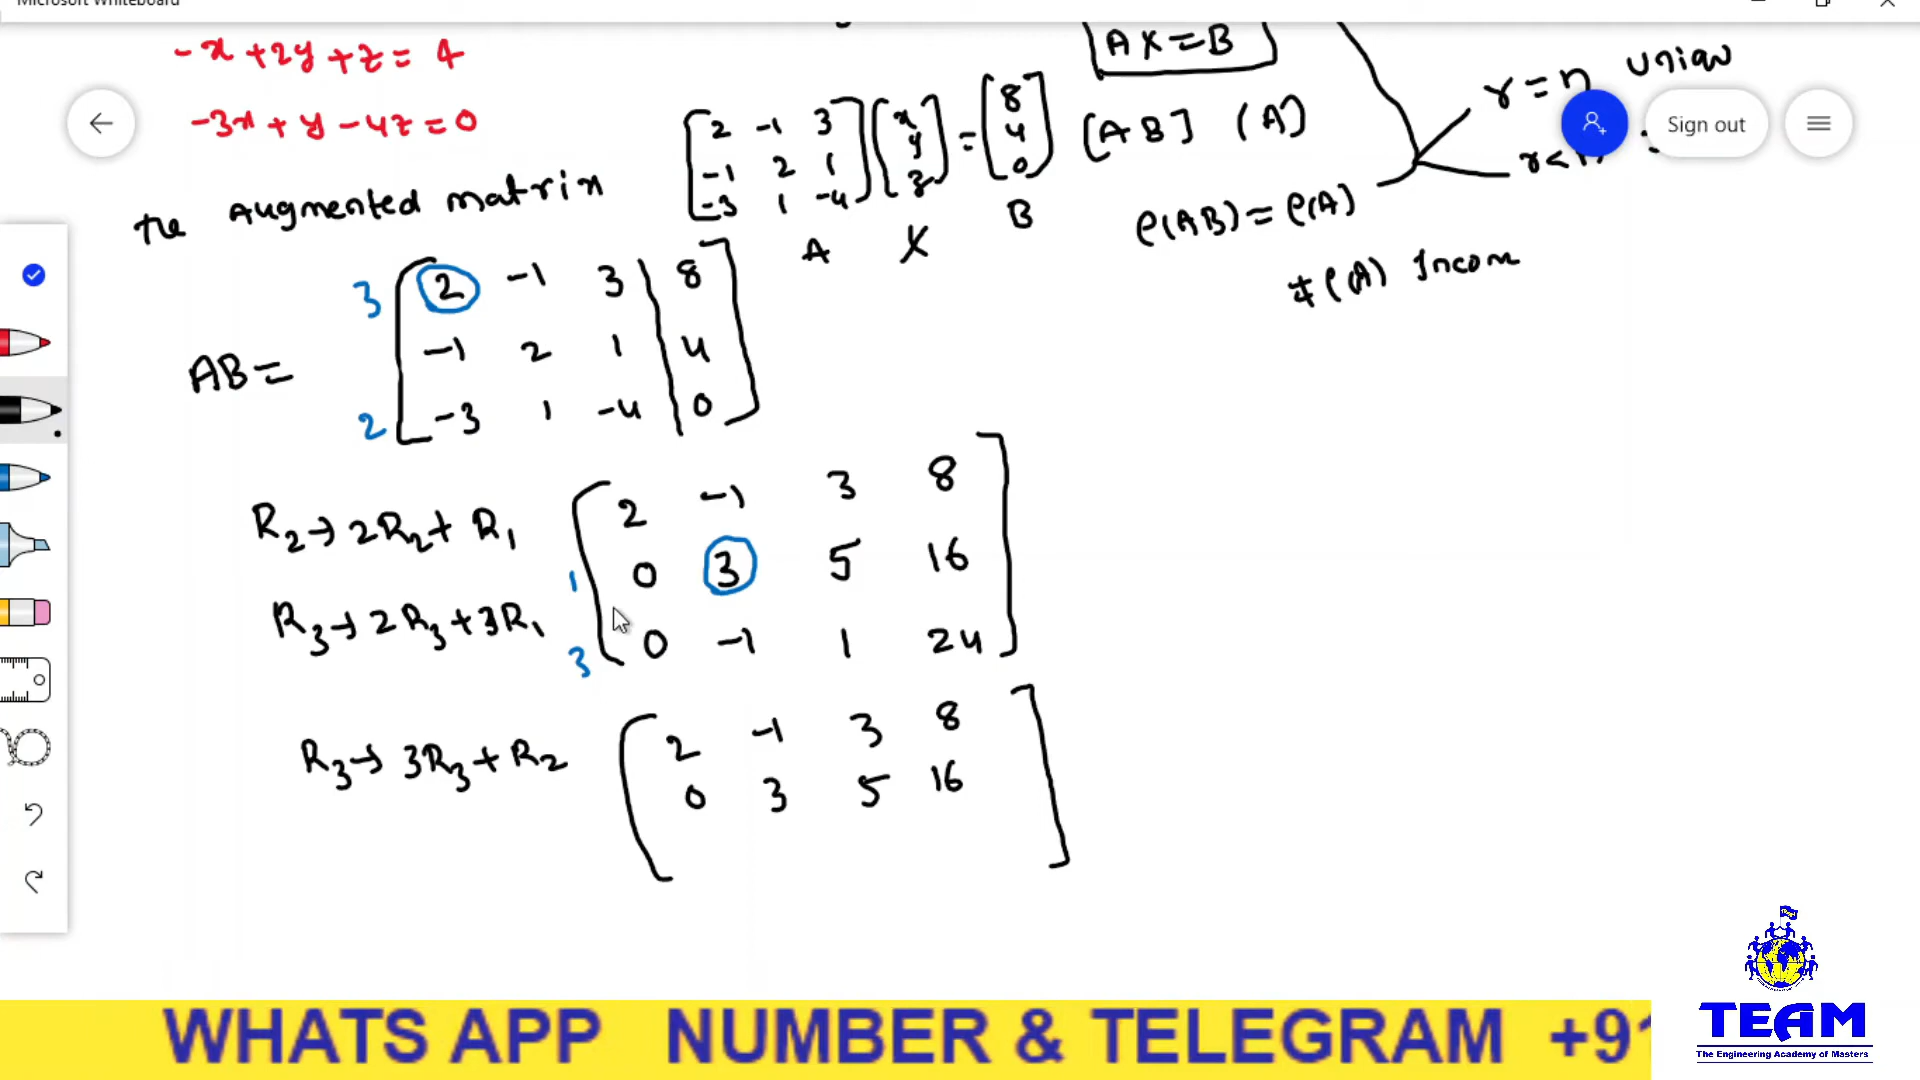 -x + 2y + z = 4
-3x + y - 4z = 0
AX = B
r = n
Sign out
the Augmented matrix
2 -1 3 x 8
-1 2 1 y = 4 [AB] (A)
-3 1 -4 z 0
A X B
ρ(AB) = ρ(A)
≠ ρ(A) Incon
3 2 -1 3 8
AB = -1 2 1 4
2 -3 1 -4 0
R2→2R2+R1 2 -1 3 8
1 0 3 5 16
R3→2R3+3R1
3 0 -1 1 24
R3→3R3+R2 2 -1 3 8
0 3 5 16
TEAM
The Engineering Academy of Masters
WHATS APP NUMBER & TELEGRAM +91